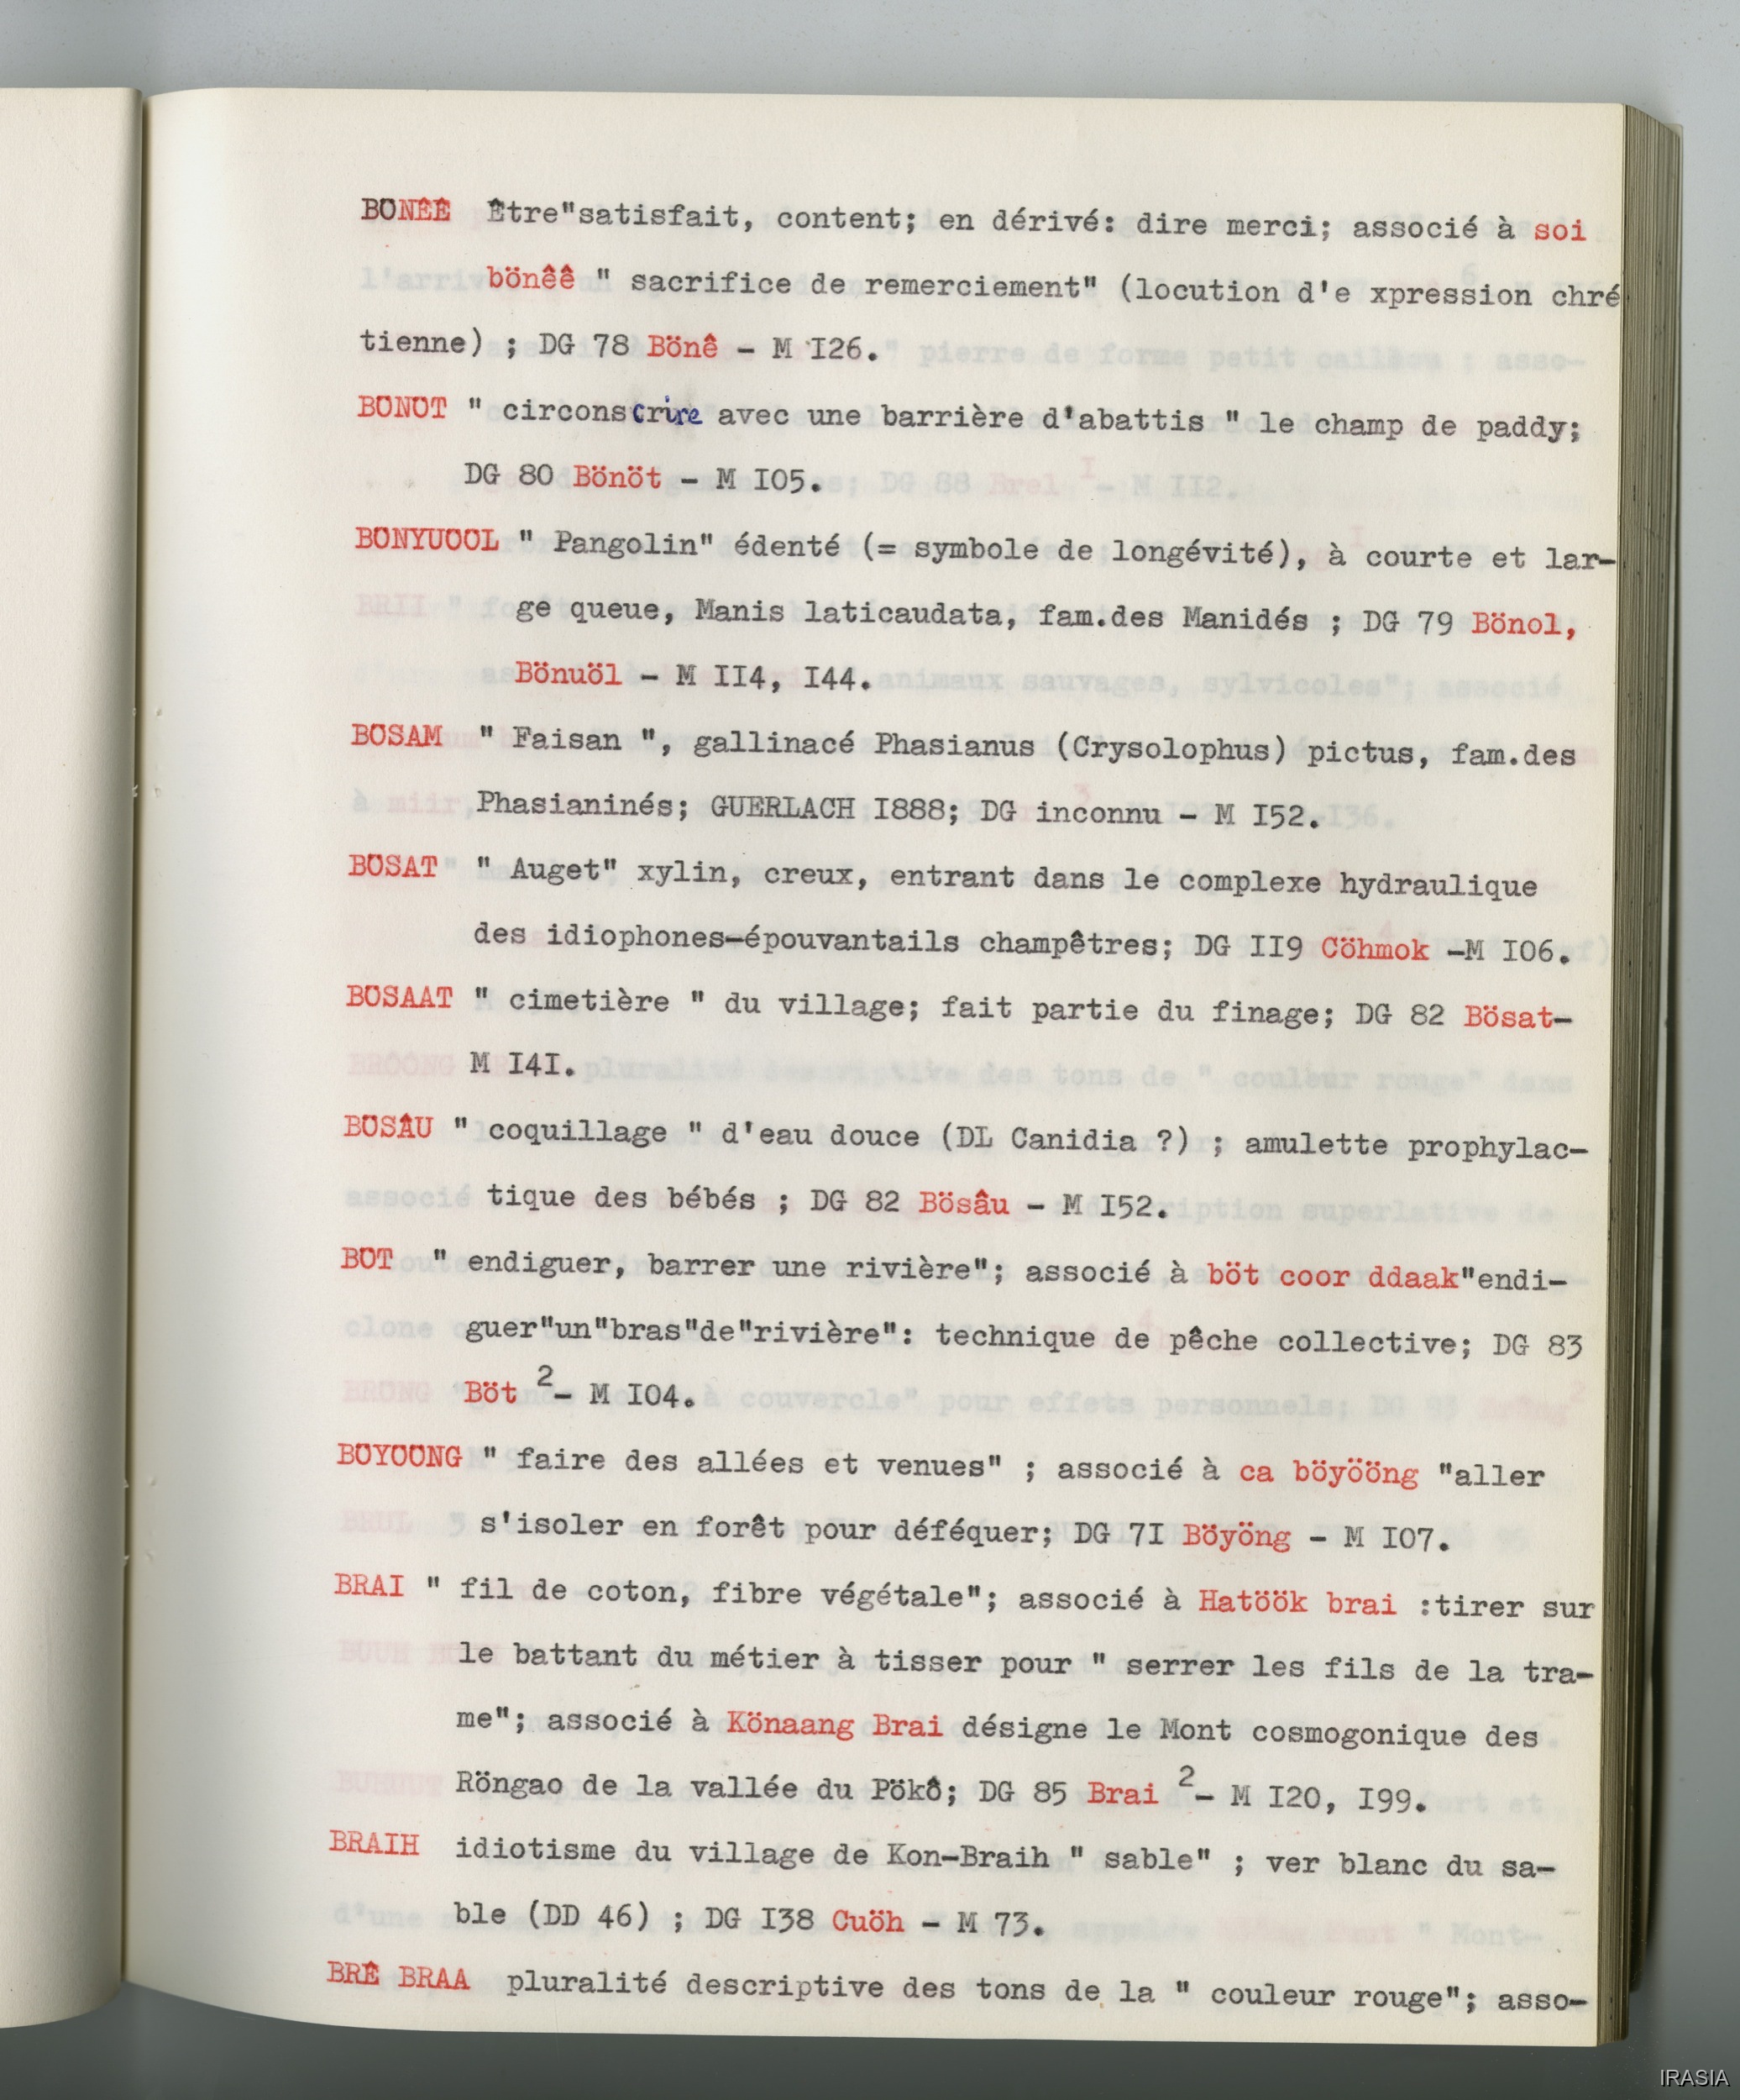 BÖNÊÊ Être"satisfait, content; en dérivé: dire merci; associé à soi
bönêê " sacrifice de remerciement" (locution d'e xpression chré
tienne) ; DG 78 Bönê - M I26.
BÖNÖT " circonscrire avec une barrière d'abattis " le champ de paddy;
DG 80 Bönöt - M I05.
BÖNYUÖÖL " Pangolin" édenté (= symbole de longévité), à courte et lar-
ge queue, Manis laticaudata, fam.des Manidés ; DG 79 Bönol,
Bönuöl - M II4, I44.
BÖSAM " Faisan ", gallinacé Phasianus (Crysolophus) pictus, fam.des
Phasianinés; GUERLACH I888; DG inconnu - M I52.
BÖSAT " Auget" xylin, creux, entrant dans le complexe hydraulique
des idiophones-épouvantails champêtres; DG II9 Cöhmok -M I06.
BÖSAAT " cimetière " du village; fait partie du finage; DG 82 Bösat-
M I4I.
BÖSÂU " coquillage " d'eau douce (DL Canidia ?) ; amulette prophylac-
tique des bébés ; DG 82 Bösâu - M I52.
BÖT " endiguer, barrer une rivière"; associé à böt coor ddaak"endi-
guer"un"bras"de"rivière": technique de pêche collective; DG 83
Böt 2- M I04.
BÖYÖÖNG " faire des allées et venues" ; associé à ca böyööng "aller
s'isoler en forêt pour déféquer; DG 7I Böyöng - M I07.
BRAI " fil de coton, fibre végétale"; associé à Hatöök brai :tirer sur
le battant du métier à tisser pour " serrer les fils de la tra-
me"; associé à Könaang Brai désigne le Mont cosmogonique des
Röngao de la vallée du Pökô; DG 85 Brai 2- M I20, I99.
BRAIH idiotisme du village de Kon-Braih " sable" ; ver blanc du sa-
ble (DD 46) ; DG I38 Cuöh - M 73.
BRÊ BRAA pluralité descriptive des tons de la " couleur rouge"; asso-
IRASIA